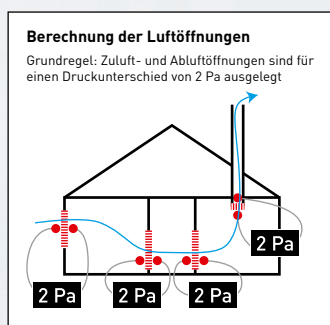 Berechnung der Luftöffnungen
Grundregel: Zuluft- und Abluftöffnungen sind für
einen Druckunterschied von 2 Pa ausgelegt
2 Pa
2 Pa
2 Pa
2 Pa